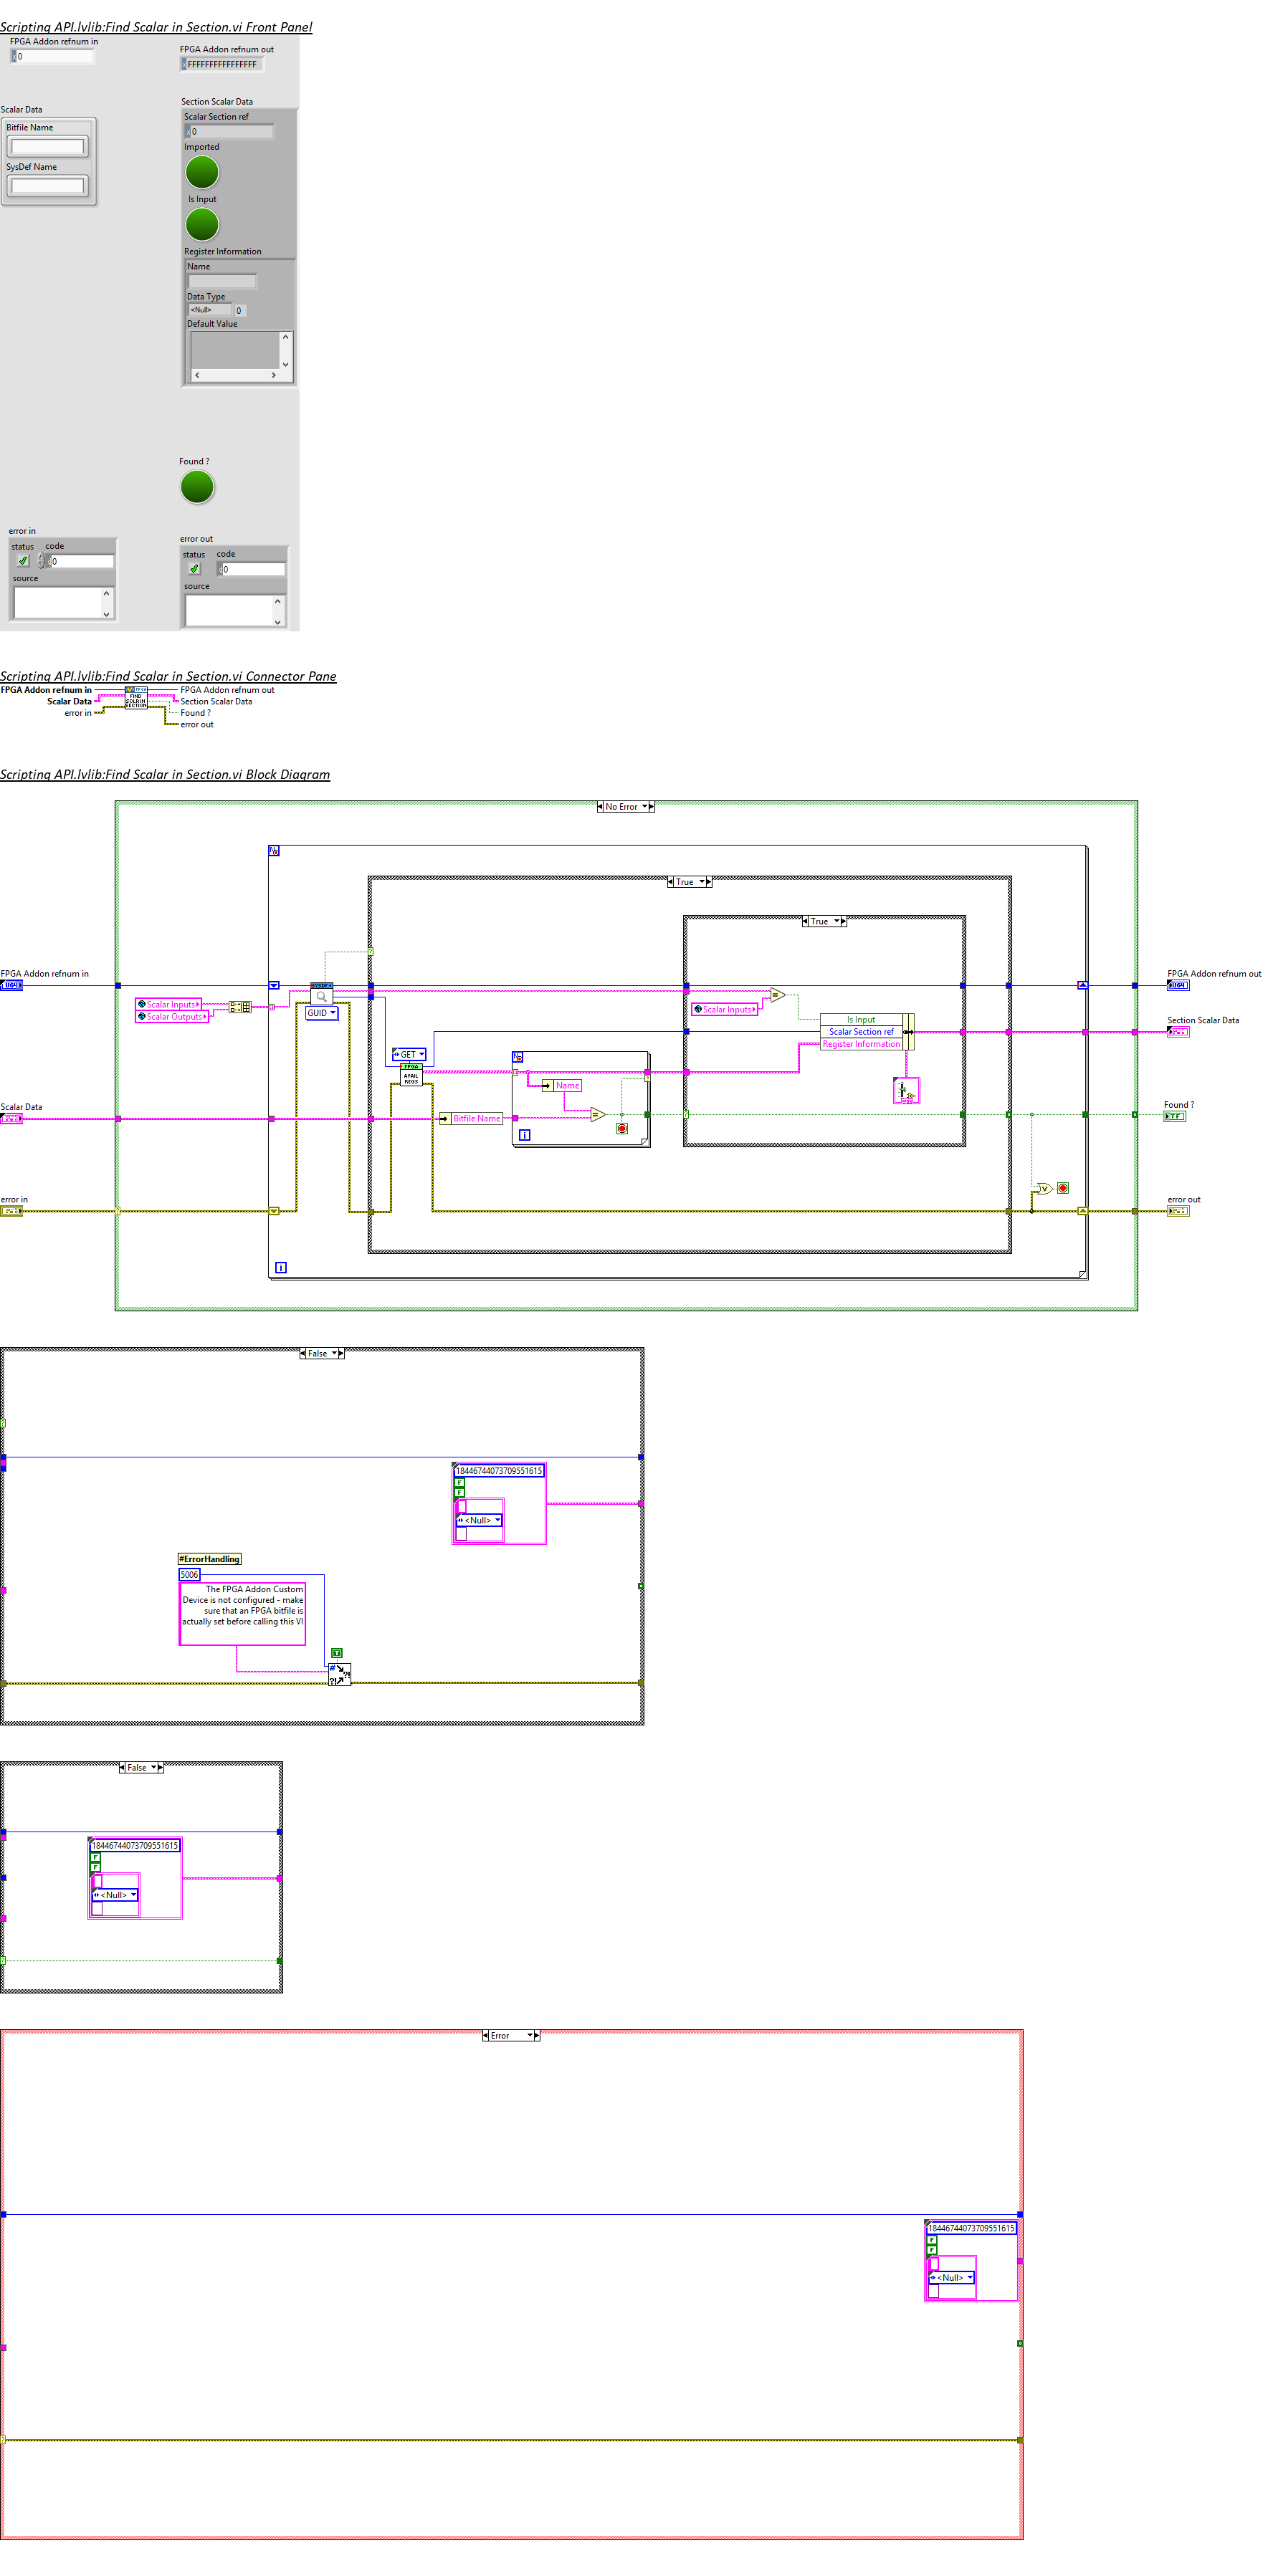 Scripting API.lvlib:Find Scalar in Section.vi Front Panel
FPGA Addon refnum in
0
FPGA Addon refnum out
x FFFFFFFFFFFFFFFF
Scalar Data
Bitfile Name
SysDef Name
Section Scalar Data
Scalar Section ref
x 0
Imported
Is Input
Register Information
Name
Data Type
<Null> 0
Default Value
Found ?
error in
status code
0
source
error out
status code
0
source
Scripting API.lvlib:Find Scalar in Section.vi Connector Pane
FPGA Addon refnum in
Scalar Data
error in
FIND
SCLR IN
SECTION
FPGA Addon refnum out
Section Scalar Data
Found ?
error out
Scripting API.lvlib:Find Scalar in Section.vi Block Diagram
No Error
True
True
FPGA Addon refnum in
U64
Scalar Inputs
Scalar Outputs
SYSDF
GUID
Scalar Inputs
Is Input
Scalar Section ref
Register Information
FPGA Addon refnum out
U64
Section Scalar Data
GET
FPGA
AVAIL
REGS
Name
Scalar Data
Bitfile Name
i
Found ?
TF
error in
error out
i
False
18446744073709551615
F
F
<Null>
#ErrorHandling
5006
The FPGA Addon Custom
Device is not configured - make
sure that an FPGA bitfile is
actually set before calling this VI
T
False
18446744073709551615
F
F
<Null>
Error
18446744073709551615
F
F
<Null>